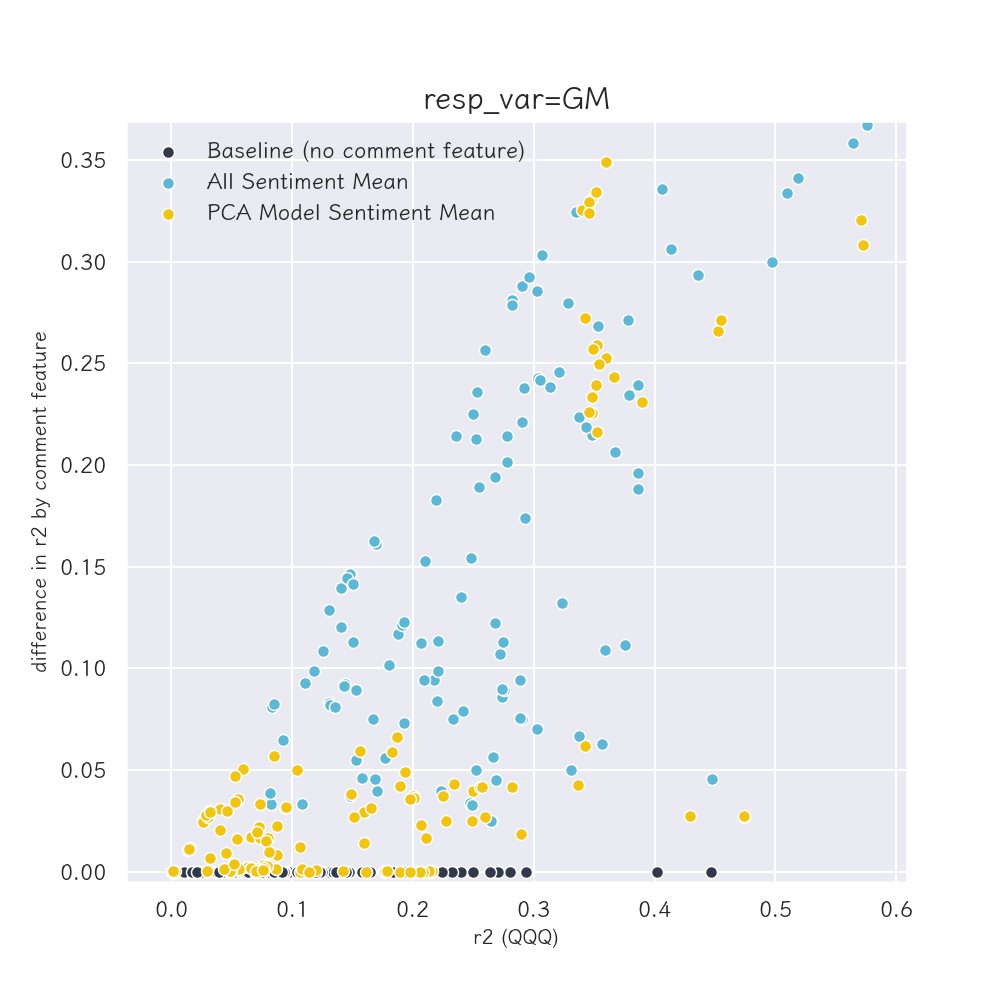 resp_var=GM
Baseline (no comment feature)
All Sentiment Mean
PCA Model Sentiment Mean
difference in r2 by comment feature
0.35
0.30
0.25
0.20
0.15
0.10
0.05
0.00
0.0 0.1 0.2 0.3 0.4 0.5 0.6
r2 (QQQ)